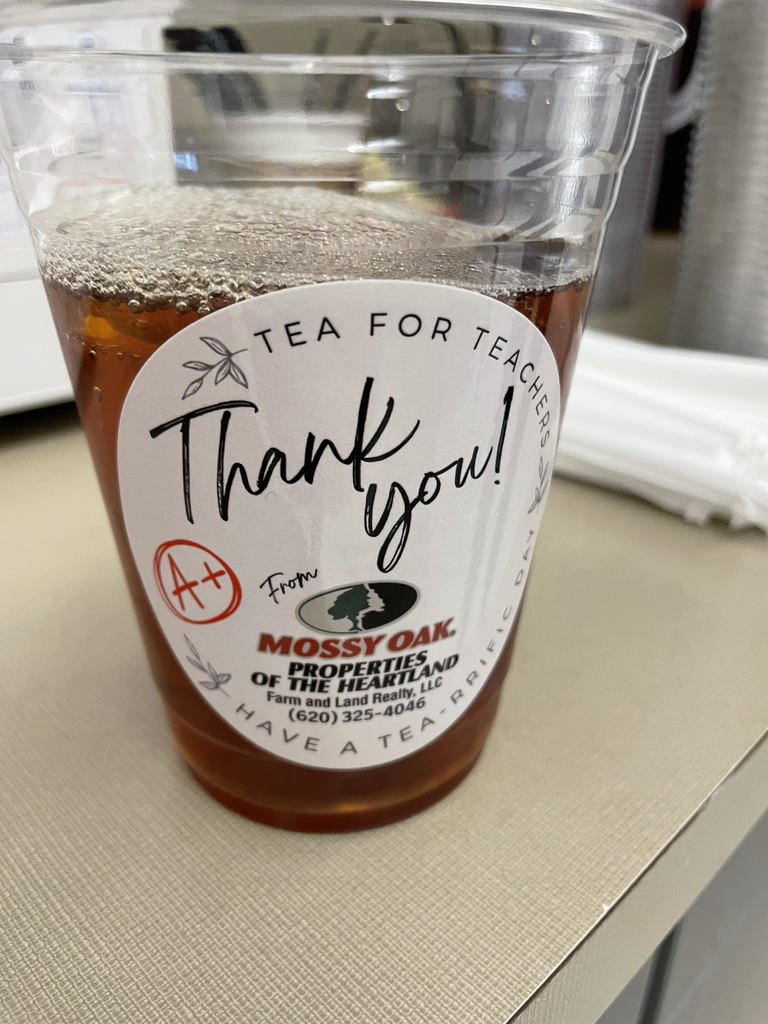 TEA FOR TEACHERS
Thank
you!
A+
From
MOSSY OAK.
PROPERTIES
OF THE HEARTLAND
Farm and Land Realty, LLC
(620) 325-4046
HAVE A TEA-RRIFIC DAY